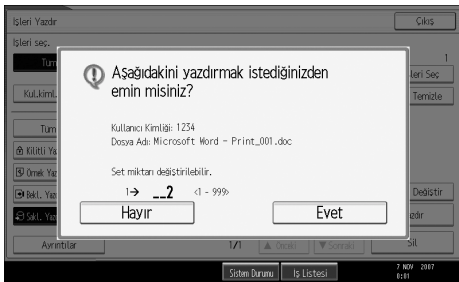 İşleri Yazdır
Çıkış
İşleri seç.
1
Tüm
Aşağıdakini yazdırmak istediğinizden
emin misiniz?
leri Seç
Kul.kiml.
Temizle
Kullanıcı Kimliği: 1234
Dosya Adı: Microsoft Word - Print_001.doc
Tüm
Kilitli Ya
Örnek Yaz
Set miktarı değiştirilebilir.
Bekl. Yaz
1→ __2 <1 - 999>
Değiştir
Sakl. Yaz
Hayır
Evet
zdır
Ayrıntılar
1/1
▲ Önceki
▼ Sonraki
Sil
Sistem Durumu
İş Listesi
7 NOV 2007
0:01